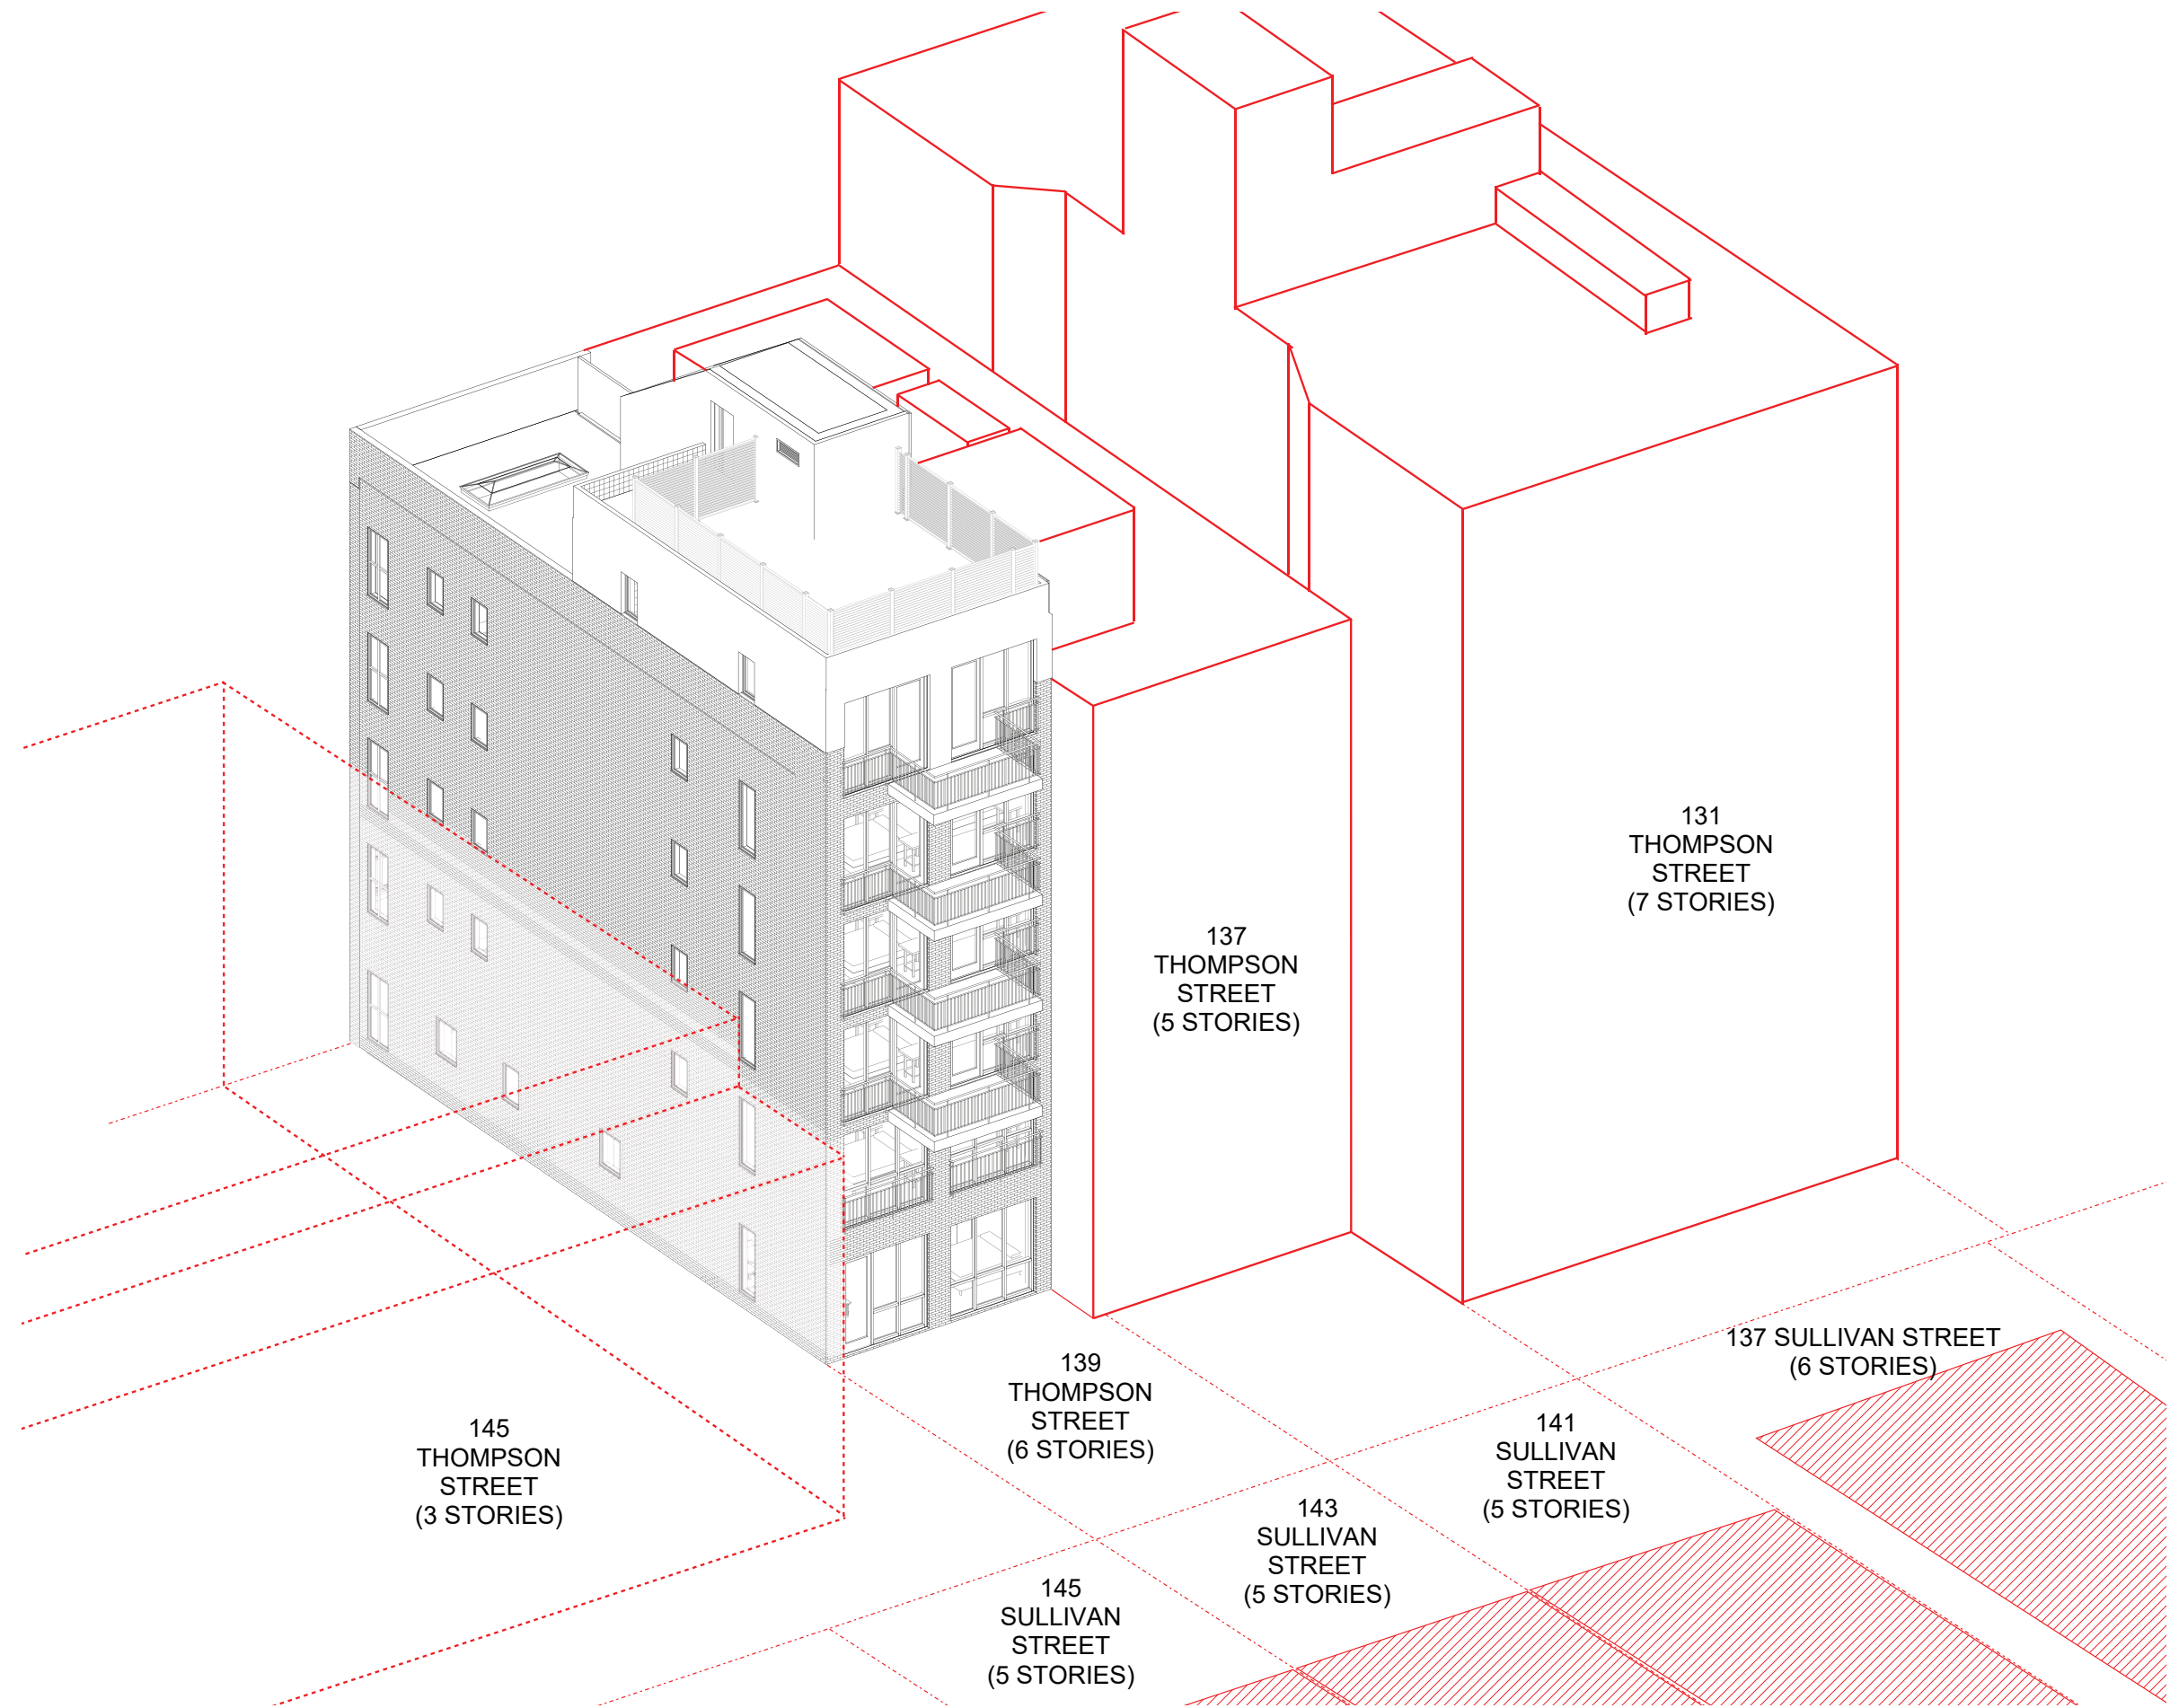 131
THOMPSON
STREET
(7 STORIES)
137
THOMPSON
STREET
(5 STORIES)
137 SULLIVAN STREET
(6 STORIES)
139
THOMPSON
STREET
(6 STORIES)
145
THOMPSON
STREET
(3 STORIES)
141
SULLIVAN
STREET
(5 STORIES)
143
SULLIVAN
STREET
(5 STORIES)
145
SULLIVAN
STREET
(5 STORIES)